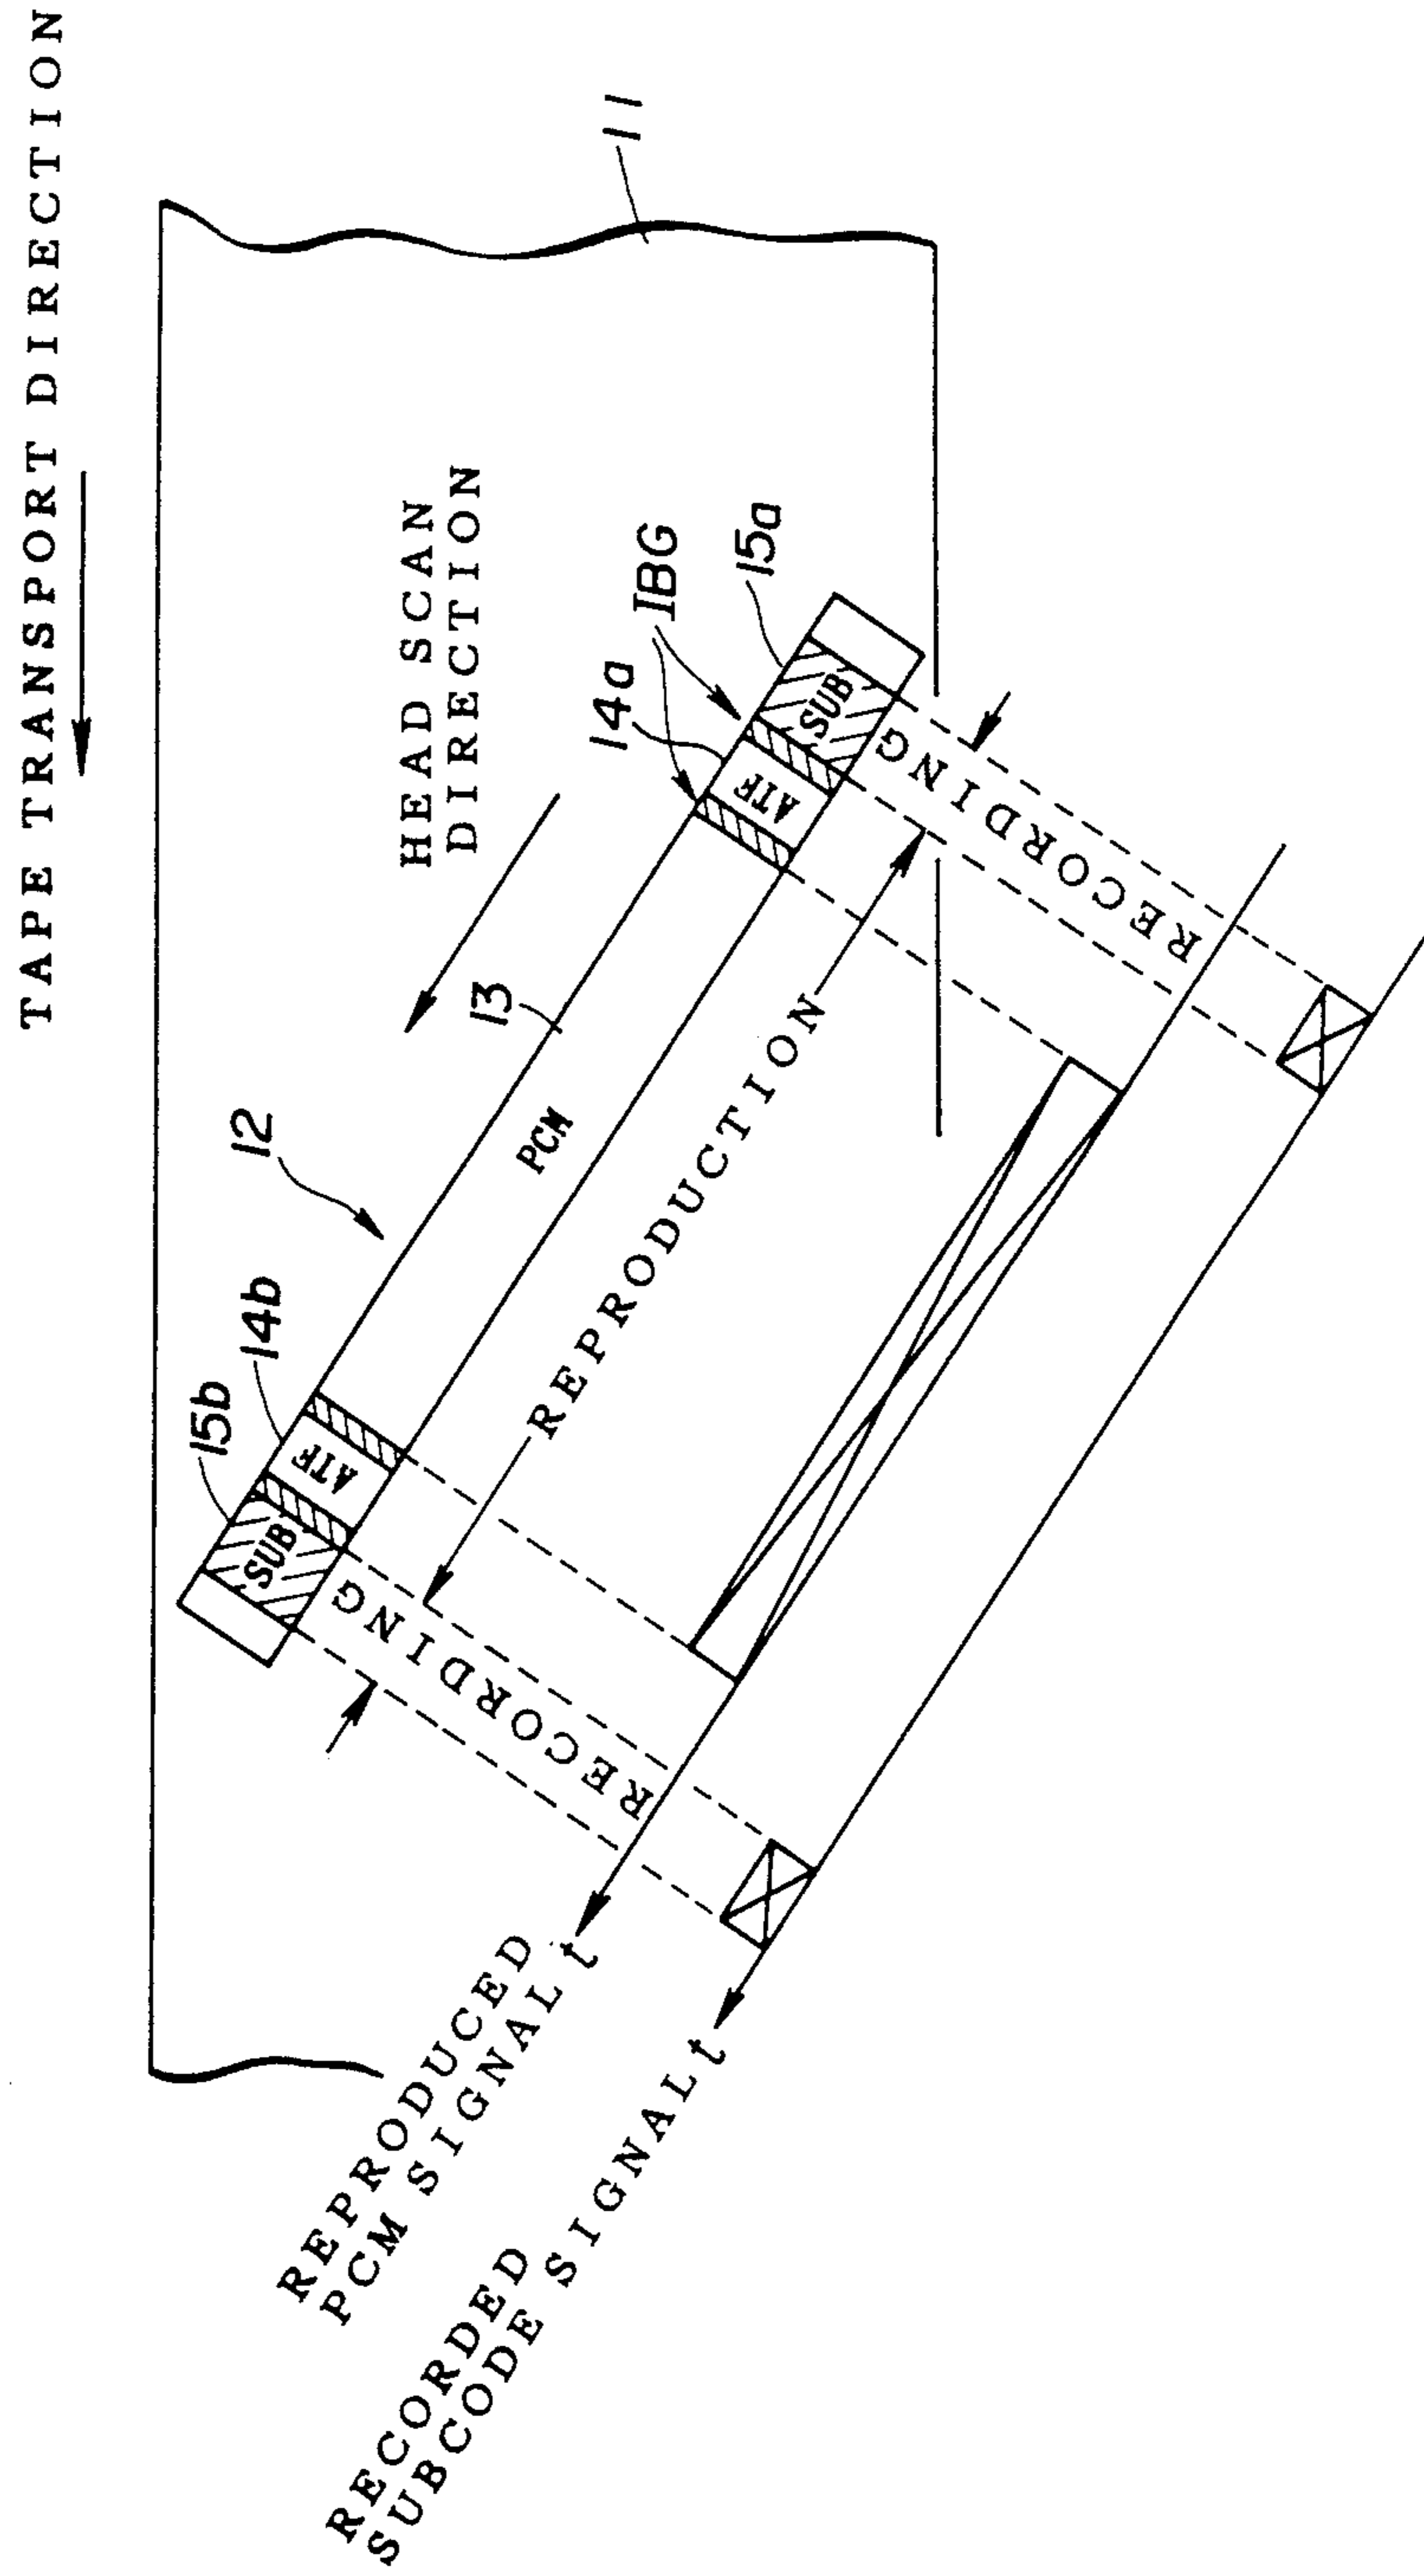 TAPE TRANSPORT DIRECTION
11
HEAD SCAN
DIRECTION
IBG
15a
14a
13
12
14b
15b
SUB
ATF
PCM
ATF
SUB
RECORDING
REPRODUCTION
RECORDING
REPRODUCED
PCM SIGNAL t
RECORDED
SUBCODE SIGNAL t